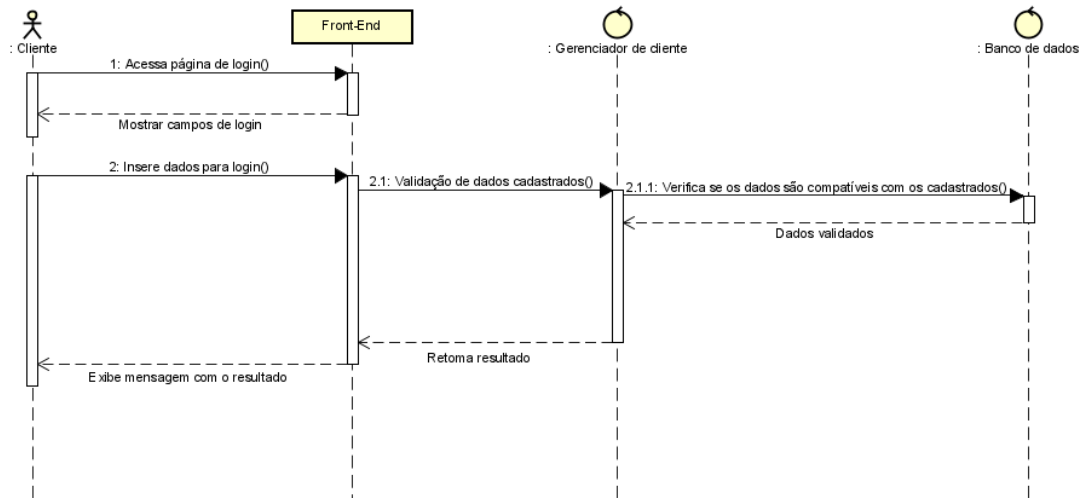 Front-End
: Cliente
: Gerenciador de cliente
: Banco de dados
1: Acessa página de login()
Mostrar campos de login
2: Insere dados para login()
2.1: Validação de dados cadastrados()
2.1.1: Verifica se os dados são compatíveis com os cadastrados()
Dados validados
Retorna resultado
Exibe mensagem com o resultado